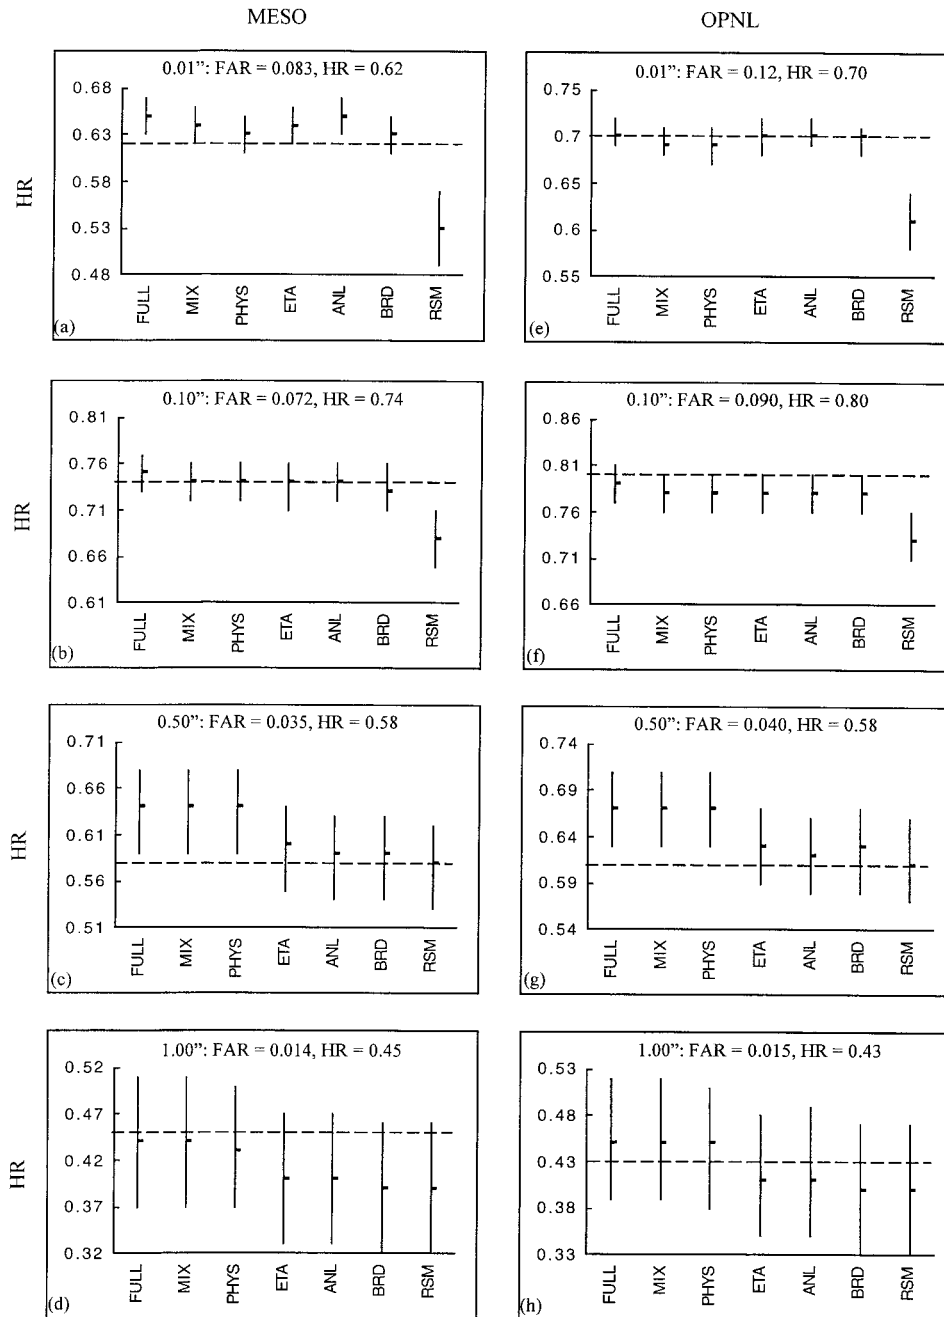 MESO
OPNL
0.01”: FAR = 0.083, HR = 0.62
0.68
0.63
0.58
0.53
0.48
HR
FULL
MIX
PHYS
ETA
ANL
BRD
RSM
(a)
0.01”: FAR = 0.12, HR = 0.70
0.75
0.7
0.65
0.6
0.55
FULL
MIX
PHYS
ETA
ANL
BRD
RSM
(e)
0.10”: FAR = 0.072, HR = 0.74
0.81
0.76
0.71
0.66
0.61
HR
FULL
MIX
PHYS
ETA
ANL
BRD
RSM
(b)
0.10”: FAR = 0.090, HR = 0.80
0.86
0.81
0.76
0.71
0.66
FULL
MIX
PHYS
ETA
ANL
BRD
RSM
(f)
0.50”: FAR = 0.035, HR = 0.58
0.71
0.66
0.61
0.56
0.51
HR
FULL
MIX
PHYS
ETA
ANL
BRD
RSM
(c)
0.50”: FAR = 0.040, HR = 0.58
0.74
0.69
0.64
0.59
0.54
FULL
MIX
PHYS
ETA
ANL
BRD
RSM
(g)
1.00”: FAR = 0.014, HR = 0.45
0.52
0.47
0.42
0.37
0.32
HR
FULL
MIX
PHYS
ETA
ANL
BRD
RSM
(d)
1.00”: FAR = 0.015, HR = 0.43
0.53
0.48
0.43
0.38
0.33
FULL
MIX
PHYS
ETA
ANL
BRD
RSM
(h)